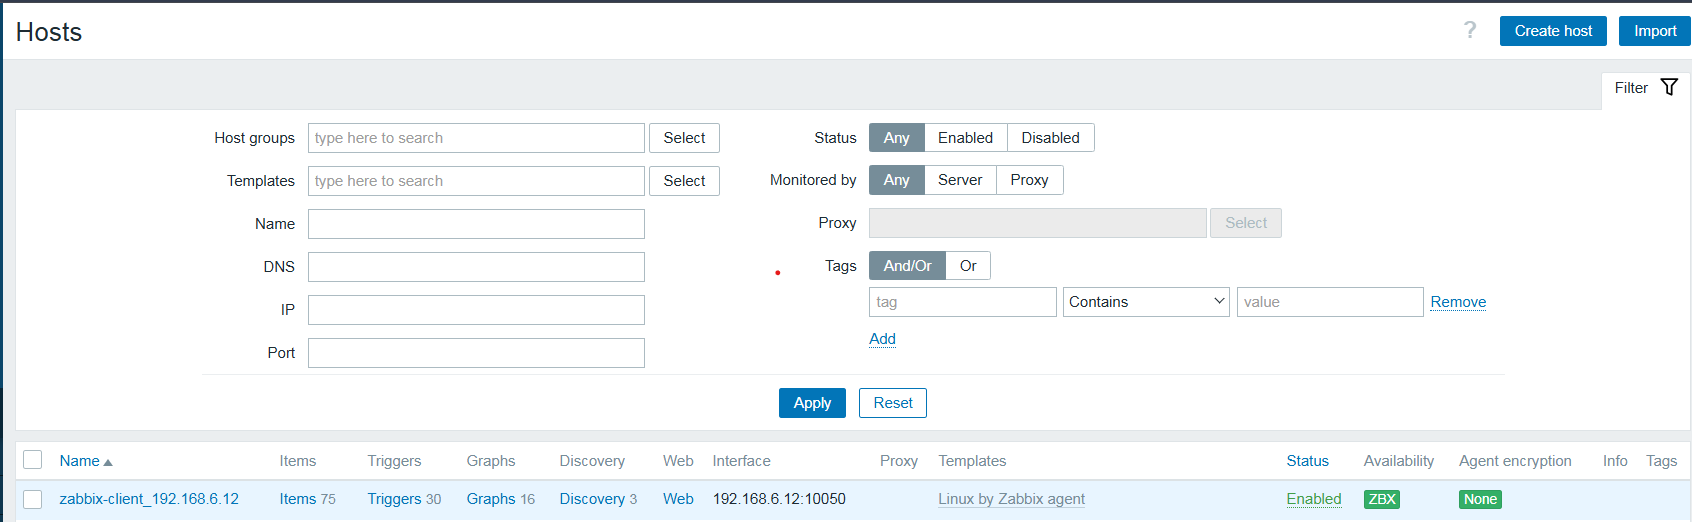 Hosts ? Create host Import
Filter
Host groups type here to search Select Status Any Enabled Disabled
Templates type here to search Select Monitored by Any Server Proxy
Name Proxy Select
DNS Tags And/Or Or
IP tag Contains value Remove
Add
Port
Apply Reset
Name Items Triggers Graphs Discovery Web Interface Proxy Templates Status Availability Agent encryption Info Tags
zabbix-client_192.168.6.12 Items 75 Triggers 30 Graphs 16 Discovery 3 Web 192.168.6.12:10050 Linux by Zabbix agent Enabled ZBX None